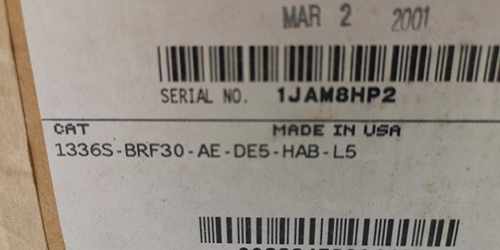 MAR 2 2001
SERIAL NO. 1JAM8HP2
CAT MADE IN USA
1336S-BRF30-AE-DE5-HAB-L5